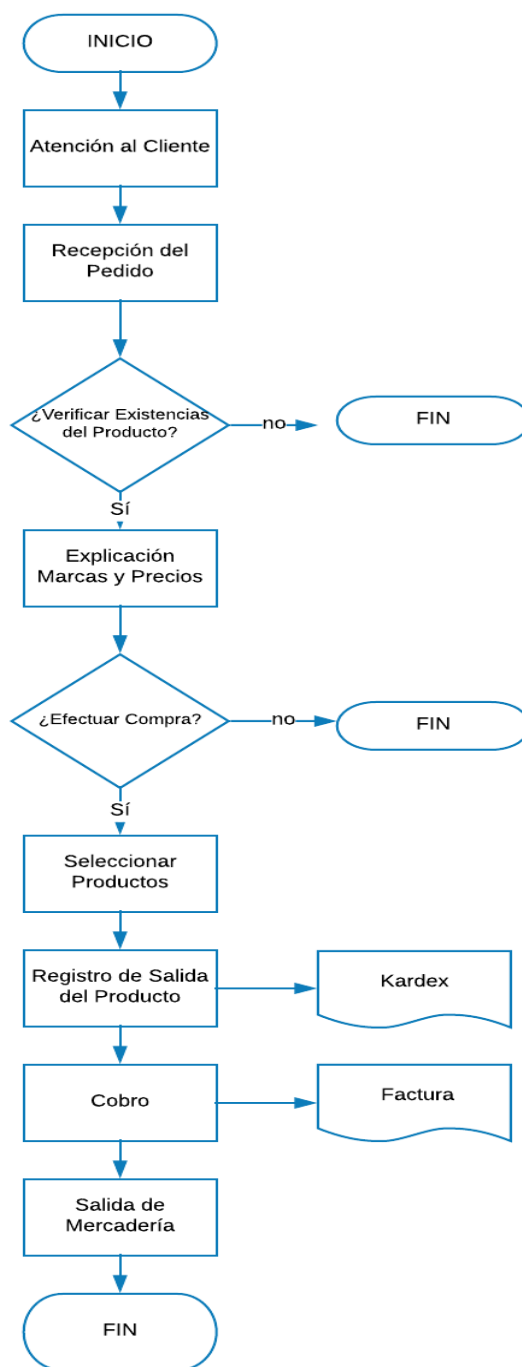 INICIO
Atención al Cliente
Recepción del
Pedido
¿Verificar Existencias
del Producto?
no
FIN
Sí
Explicación
Marcas y Precios
¿Efectuar Compra?
no
FIN
Sí
Seleccionar
Productos
Registro de Salida
del Producto
Kardex
Cobro
Factura
Salida de
Mercadería
FIN